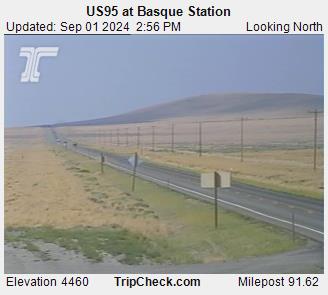 US95 at Basque Station
Updated: Sep 01 2024 2:56 PM Looking North
Elevation 4460 TripCheck.com Milepost 91.62